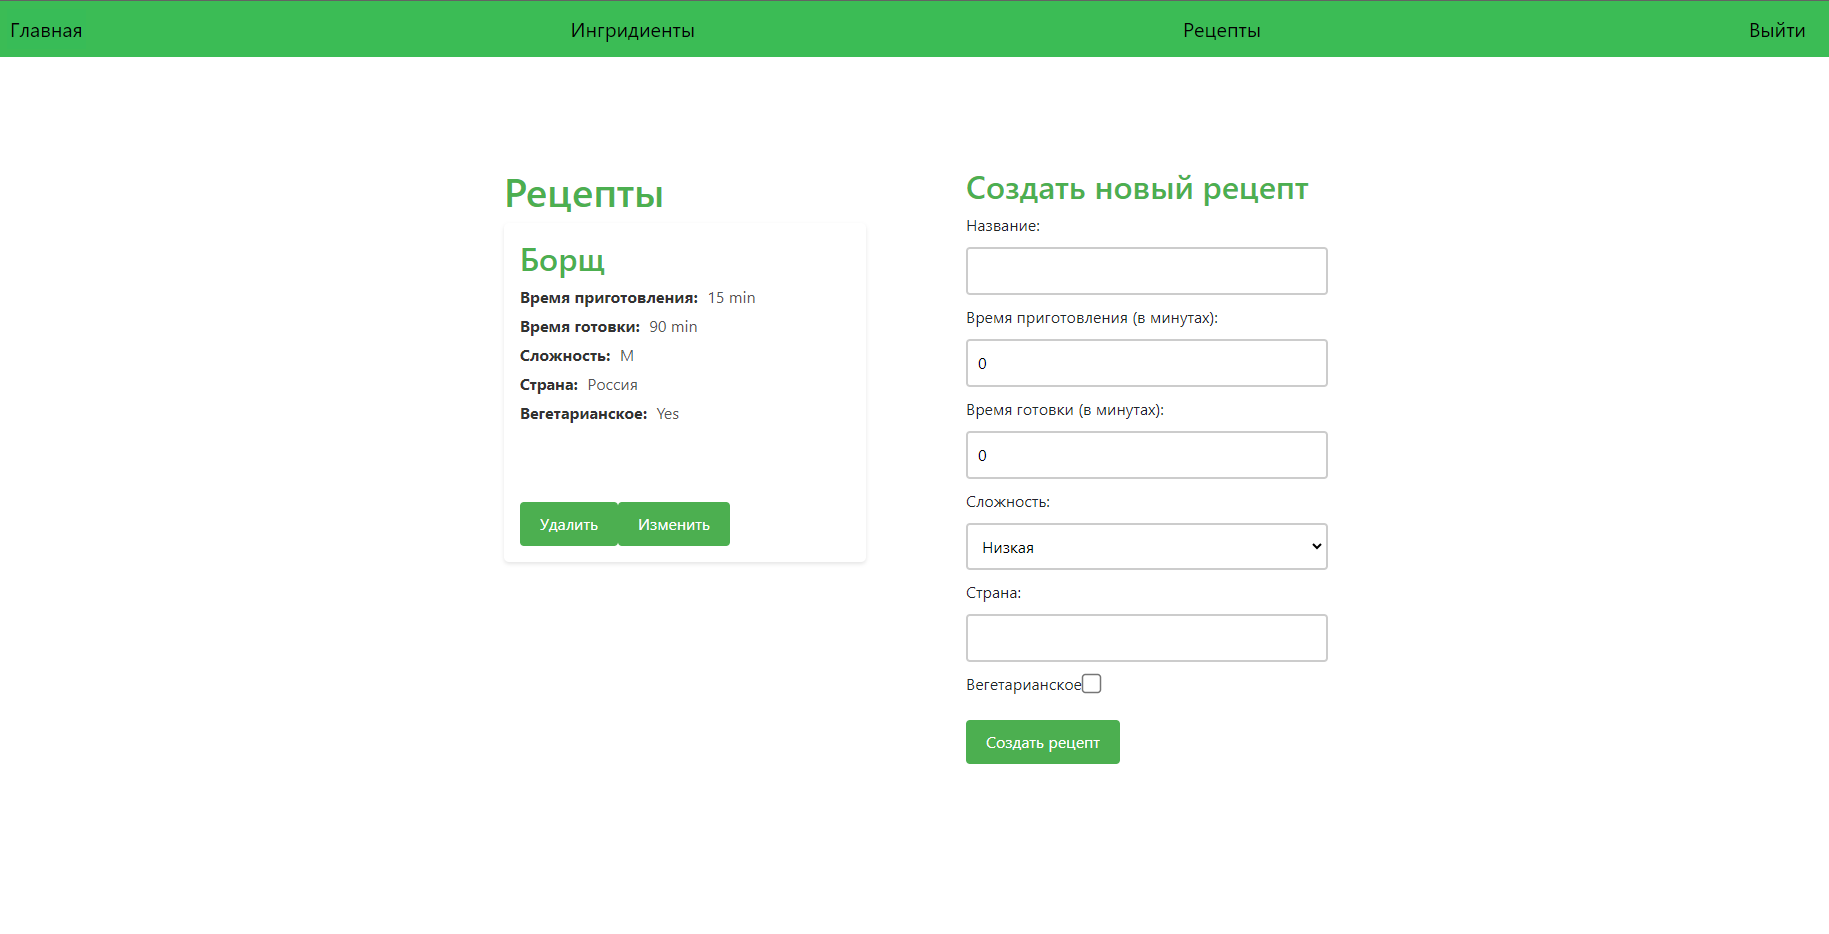 Главная Ингридиенты Рецепты Выйти
Рецепты
Борщ
Время приготовления: 15 min
Время готовки: 90 min
Сложность: M
Страна: Россия
Вегетарианское: Yes
Удалить Изменить
Создать новый рецепт
Название:
Время приготовления (в минутах):
0
Время готовки (в минутах):
0
Сложность:
Низкая
Страна:
Вегетарианское
Создать рецепт